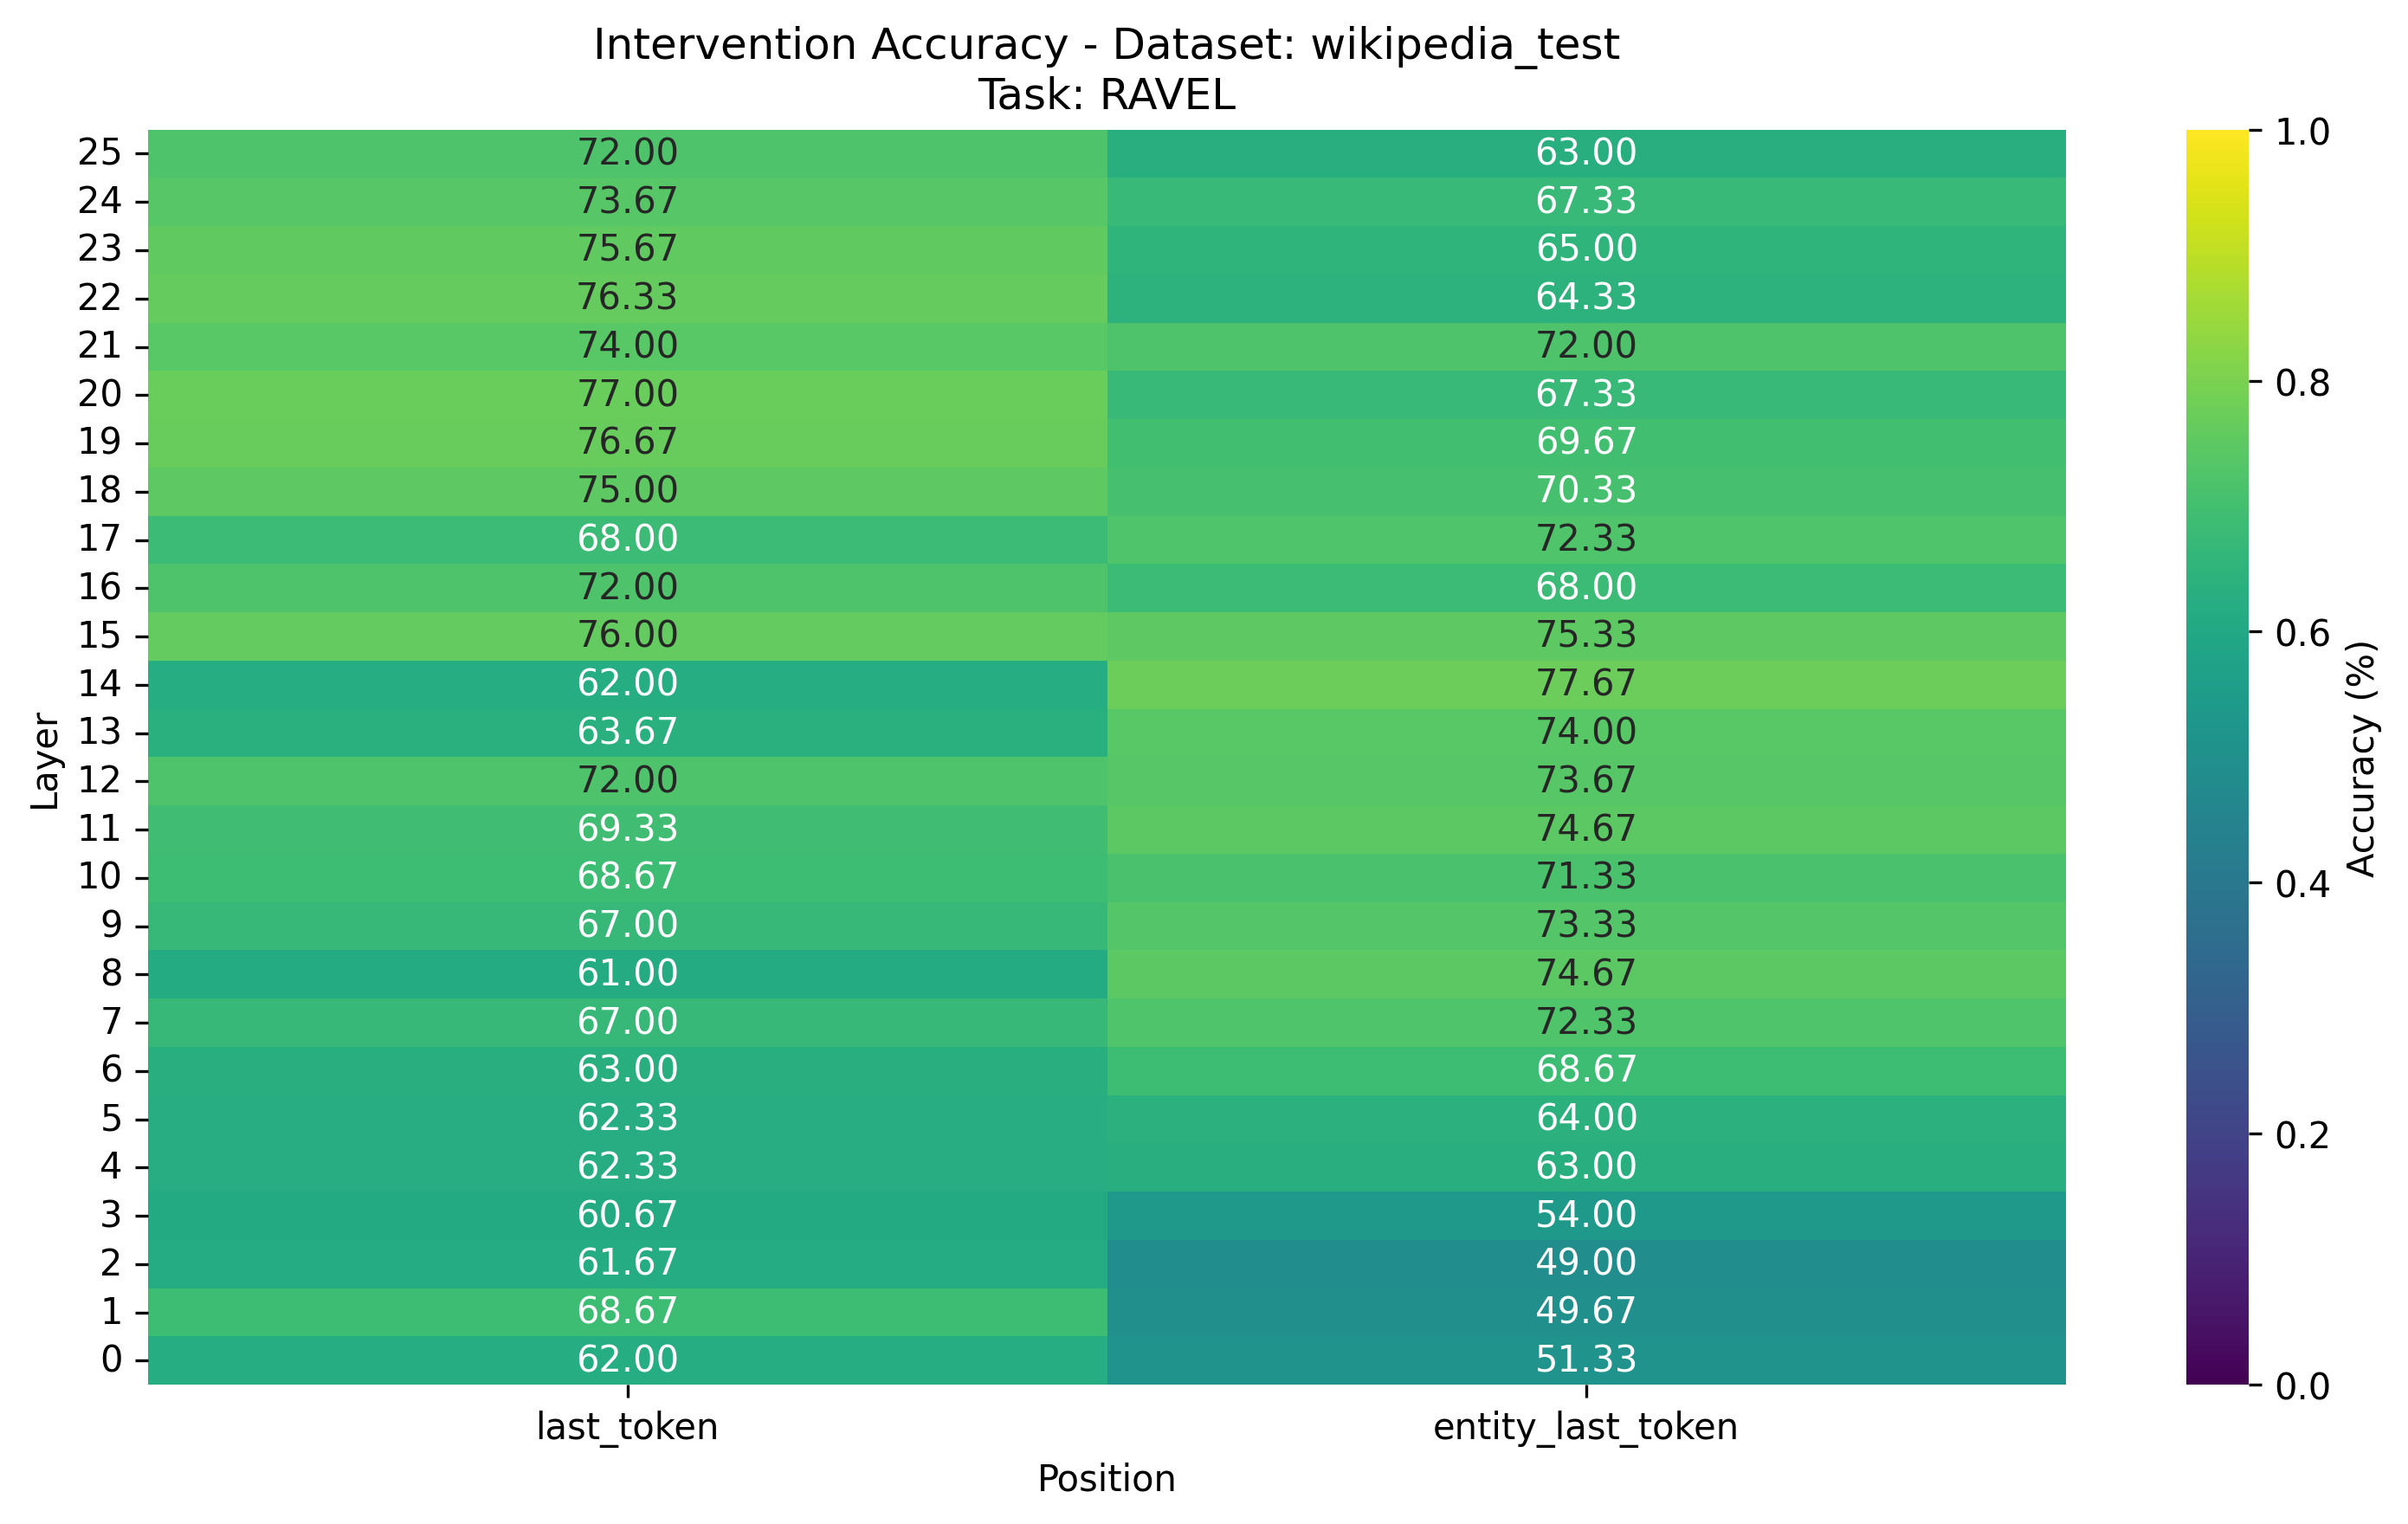 Intervention Accuracy - Dataset: wikipedia_test
Task: RAVEL
25 72.00 63.00
24 73.67 67.33
23 75.67 65.00
22 76.33 64.33
21 74.00 72.00
20 77.00 67.33
19 76.67 69.67
18 75.00 70.33
17 68.00 72.33
16 72.00 68.00
15 76.00 75.33
14 62.00 77.67
13 63.67 74.00
12 72.00 73.67
11 69.33 74.67
10 68.67 71.33
9 67.00 73.33
8 61.00 74.67
7 67.00 72.33
6 63.00 68.67
5 62.33 64.00
4 62.33 63.00
3 60.67 54.00
2 61.67 49.00
1 68.67 49.67
0 62.00 51.33
Layer
last_token entity_last_token
Position
1.0
0.8
0.6
0.4
0.2
0.0
Accuracy (%)